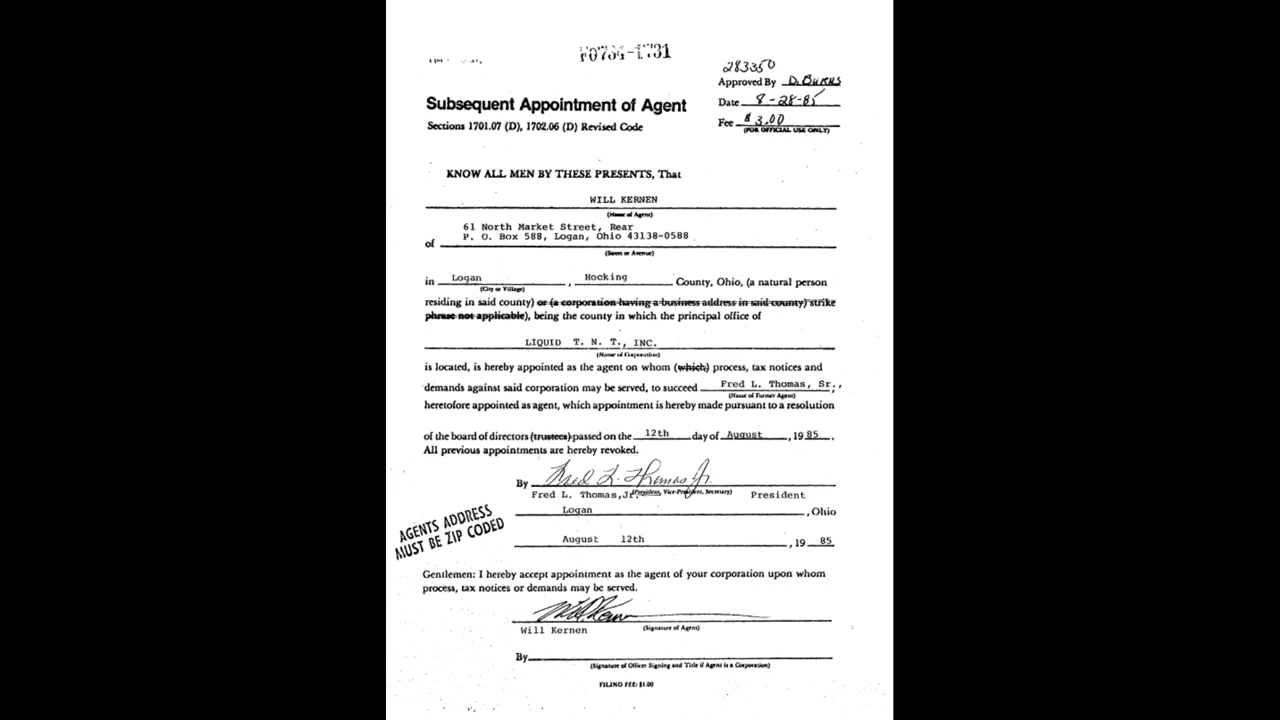 F0734-1731
283350
Approved By D. Burns
Subsequent Appointment of Agent
Date 8-28-85
Sections 1701.07 (D), 1702.06 (D) Revised Code
Fee $ 3.00
(FOR OFFICIAL USE ONLY)
KNOW ALL MEN BY THESE PRESENTS, That
WILL KERNEN
(Name of Agent)
61 North Market Street, Rear
P. O. Box 588, Logan, Ohio 43138-0588
of
(Street or Avenue)
in Logan , Hocking County, Ohio, (a natural person
(City or Village)
residing in said county) or (a corporation having a business address in said county) strike
phrase not applicable), being the county in which the principal office of
LIQUID T. N. T., INC.
(Name of Corporation)
is located, is hereby appointed as the agent on whom (which) process, tax notices and
demands against said corporation may be served, to succeed Fred L. Thomas, Sr.,
(Name of Former Agent)
heretofore appointed as agent, which appointment is hereby made pursuant to a resolution
of the board of directors (trustees) passed on the 12th day of August , 19 85 .
All previous appointments are hereby revoked.
By Fred L. Thomas Jr.
Fred L. Thomas, Jr. (President, Vice-President, Secretary) President
Logan , Ohio
AGENTS ADDRESS
MUST BE ZIP CODED
August 12th , 19 85
Gentlemen: I hereby accept appointment as the agent of your corporation upon whom
process, tax notices or demands may be served.
Will Kernen
Will Kernen (Signature of Agent)
By
(Signature of Officer Signing and Title if Agent is a Corporation)
FILING FEE: $1.00